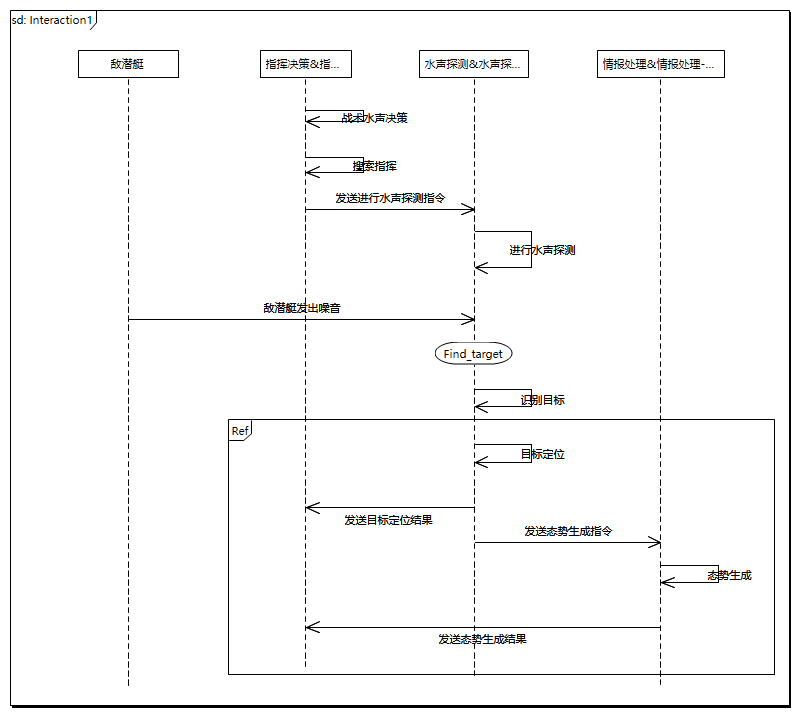 sd: Interaction1
敌潜艇
指挥决策&指...
水声探测&水声探...
情报处理&情报处理-...
战术水声决策
搜索指挥
发送进行水声探测指令
进行水声探测
敌潜艇发出噪音
Find_target
识别目标
Ref
目标定位
发送目标定位结果
发送态势生成指令
态势生成
发送态势生成结果